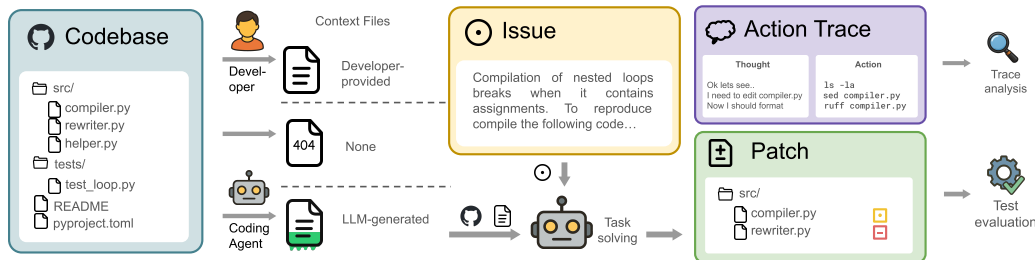 Codebase
src/
compiler.py
rewriter.py
helper.py
tests/
test_loop.py
README
pyproject.toml
Context Files
Devel-
oper
Developer-
provided
404
None
Coding
Agent
LLM-generated
Issue
Compilation of nested loops
breaks when it contains
assignments. To reproduce
compile the following code…
Task
solving
Action Trace
Thought
Ok lets see..
I need to edit compiler.py
Now I should format
Action
ls -la
sed compiler.py
ruff compiler.py
Patch
src/
compiler.py
rewriter.py
Trace
analysis
Test
evaluation